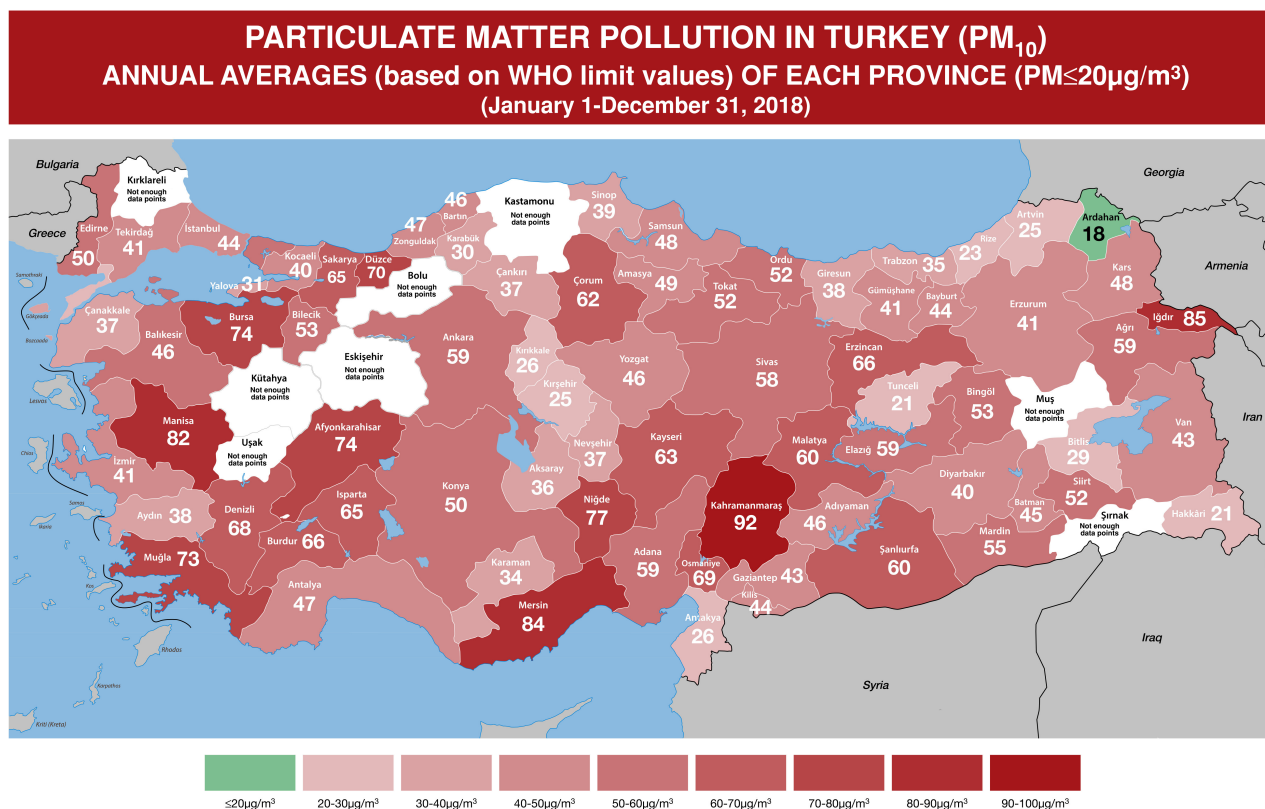 PARTICULATE MATTER POLLUTION IN TURKEY (PM10)
ANNUAL AVERAGES (based on WHO limit values) OF EACH PROVINCE (PM≤20µg/m³)
(January 1-December 31, 2018)
Bulgaria
Georgia
Greece
Armenia
Iran
Iraq
Syria
Kırklareli
Not enough
data points
Edirne
50
Tekirdağ
41
İstanbul
44
Kocaeli
40
Yalova 31
Sakarya
65
Düzce
70
47
Zonguldak
46
Bartın
Karabük
30
Kastamonu
Not enough
data points
Sinop
39
Samsun
48
Bolu
Not enough
data points
Çankırı
37
Çorum
62
Amasya
49
Tokat
52
Ordu
52
Giresun
38
Trabzon 35
Rize
23
Artvin
25
Ardahan
18
Gümüşhane
41
Bayburt
44
Erzurum
41
Kars
48
Iğdır 85
Ağrı
59
Çanakkale
37
Balıkesir
46
Bursa
74
Bilecik
53
Eskişehir
Not enough
data points
Kütahya
Not enough
data points
Ankara
59
Kırıkkale
26
Kırşehir
25
Yozgat
46
Sivas
58
Erzincan
66
Tunceli
21
Bingöl
53
Muş
Not enough
data points
Bitlis
29
Van
43
Manisa
82
Uşak
Not enough
data points
Afyonkarahisar
74
İzmir
41
Aydın 38
Denizli
68
Isparta
65
Burdur 66
Muğla 73
Antalya
47
Konya
50
Aksaray
36
Nevşehir
37
Kayseri
63
Niğde
77
Karaman
34
Mersin
84
Adana
59
Kahramanmaraş
92
Malatya
60
Elazığ 59
Adıyaman
46
Osmaniye
69
Gaziantep 43
Kilis
44
Antakya
26
Şanlıurfa
60
Diyarbakır
40
Mardin
55
Batman
45
Siirt
52
Şırnak
Not enough
data points
Hakkâri 21
Samothraki
Gökçeada
Bozcaada
Lesvos
Chios
Samos
Ikaria
Kos
Rhodos
Karpathos
Kriti (Kreta)
≤20µg/m³
20-30µg/m³
30-40µg/m³
40-50µg/m³
50-60µg/m³
60-70µg/m³
70-80µg/m³
80-90µg/m³
90-100µg/m³